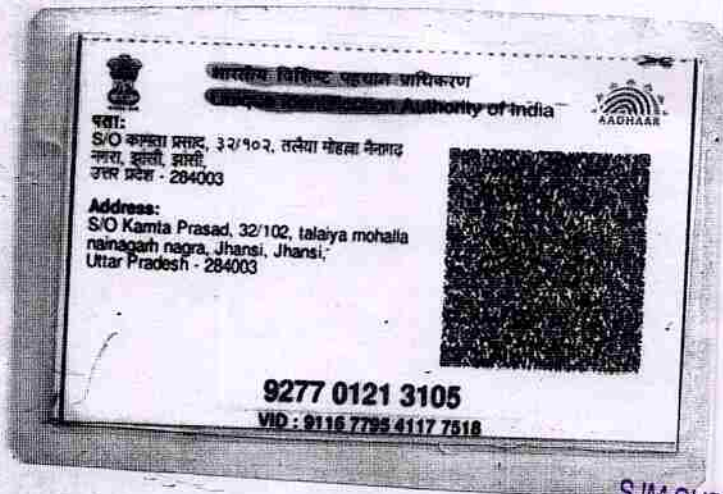 भारतीय विशिष्ट पहचान प्राधिकरण
Unique Identification Authority of India
AADHAAR
पता:
S/O कामता प्रसाद, ३२/१०२, तलैया मोहल्ला नैनागढ
नगरा, झांसी, झांसी,
उत्तर प्रदेश - 284003
Address:
S/O Kamta Prasad, 32/102, talaiya mohalla
nainagarh nagra, Jhansi, Jhansi,
Uttar Pradesh - 284003
9277 0121 3105
VID : 9116 7795 4117 7518